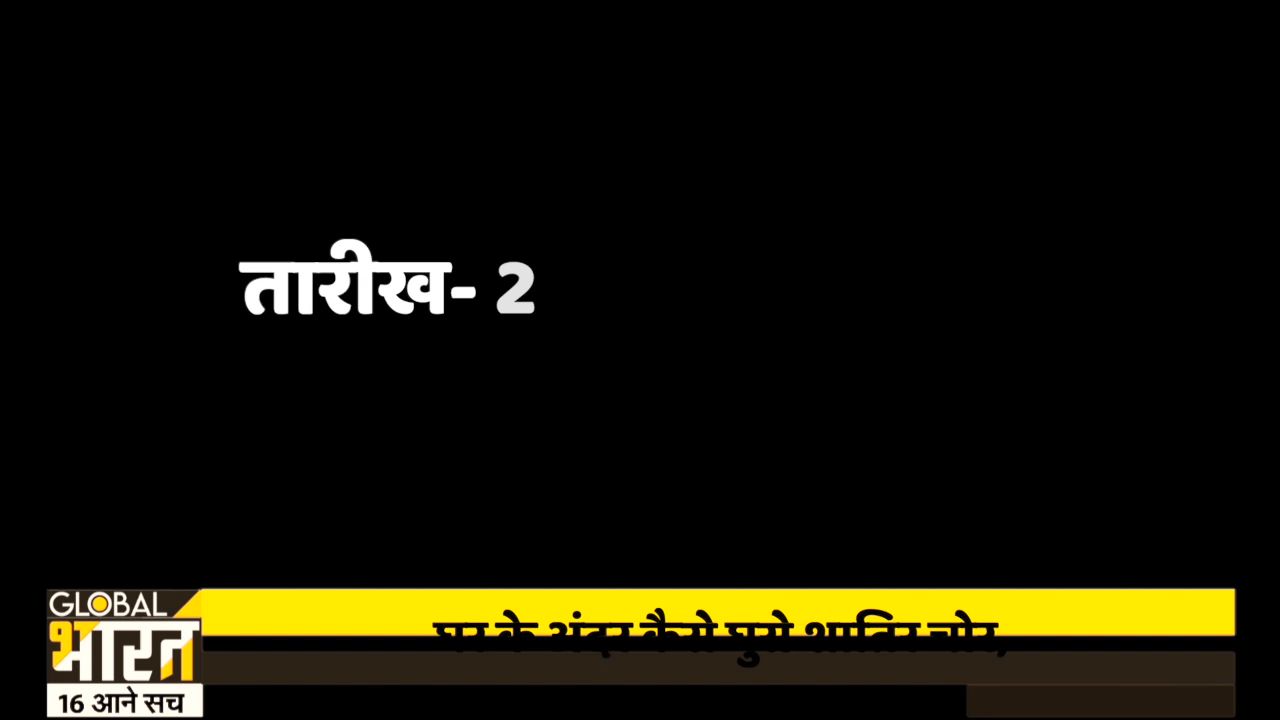 तारीख- 2
घर के अंदर कैसे घुसे शातिर चोर,
GLOBAL
भारत
16 आने सच